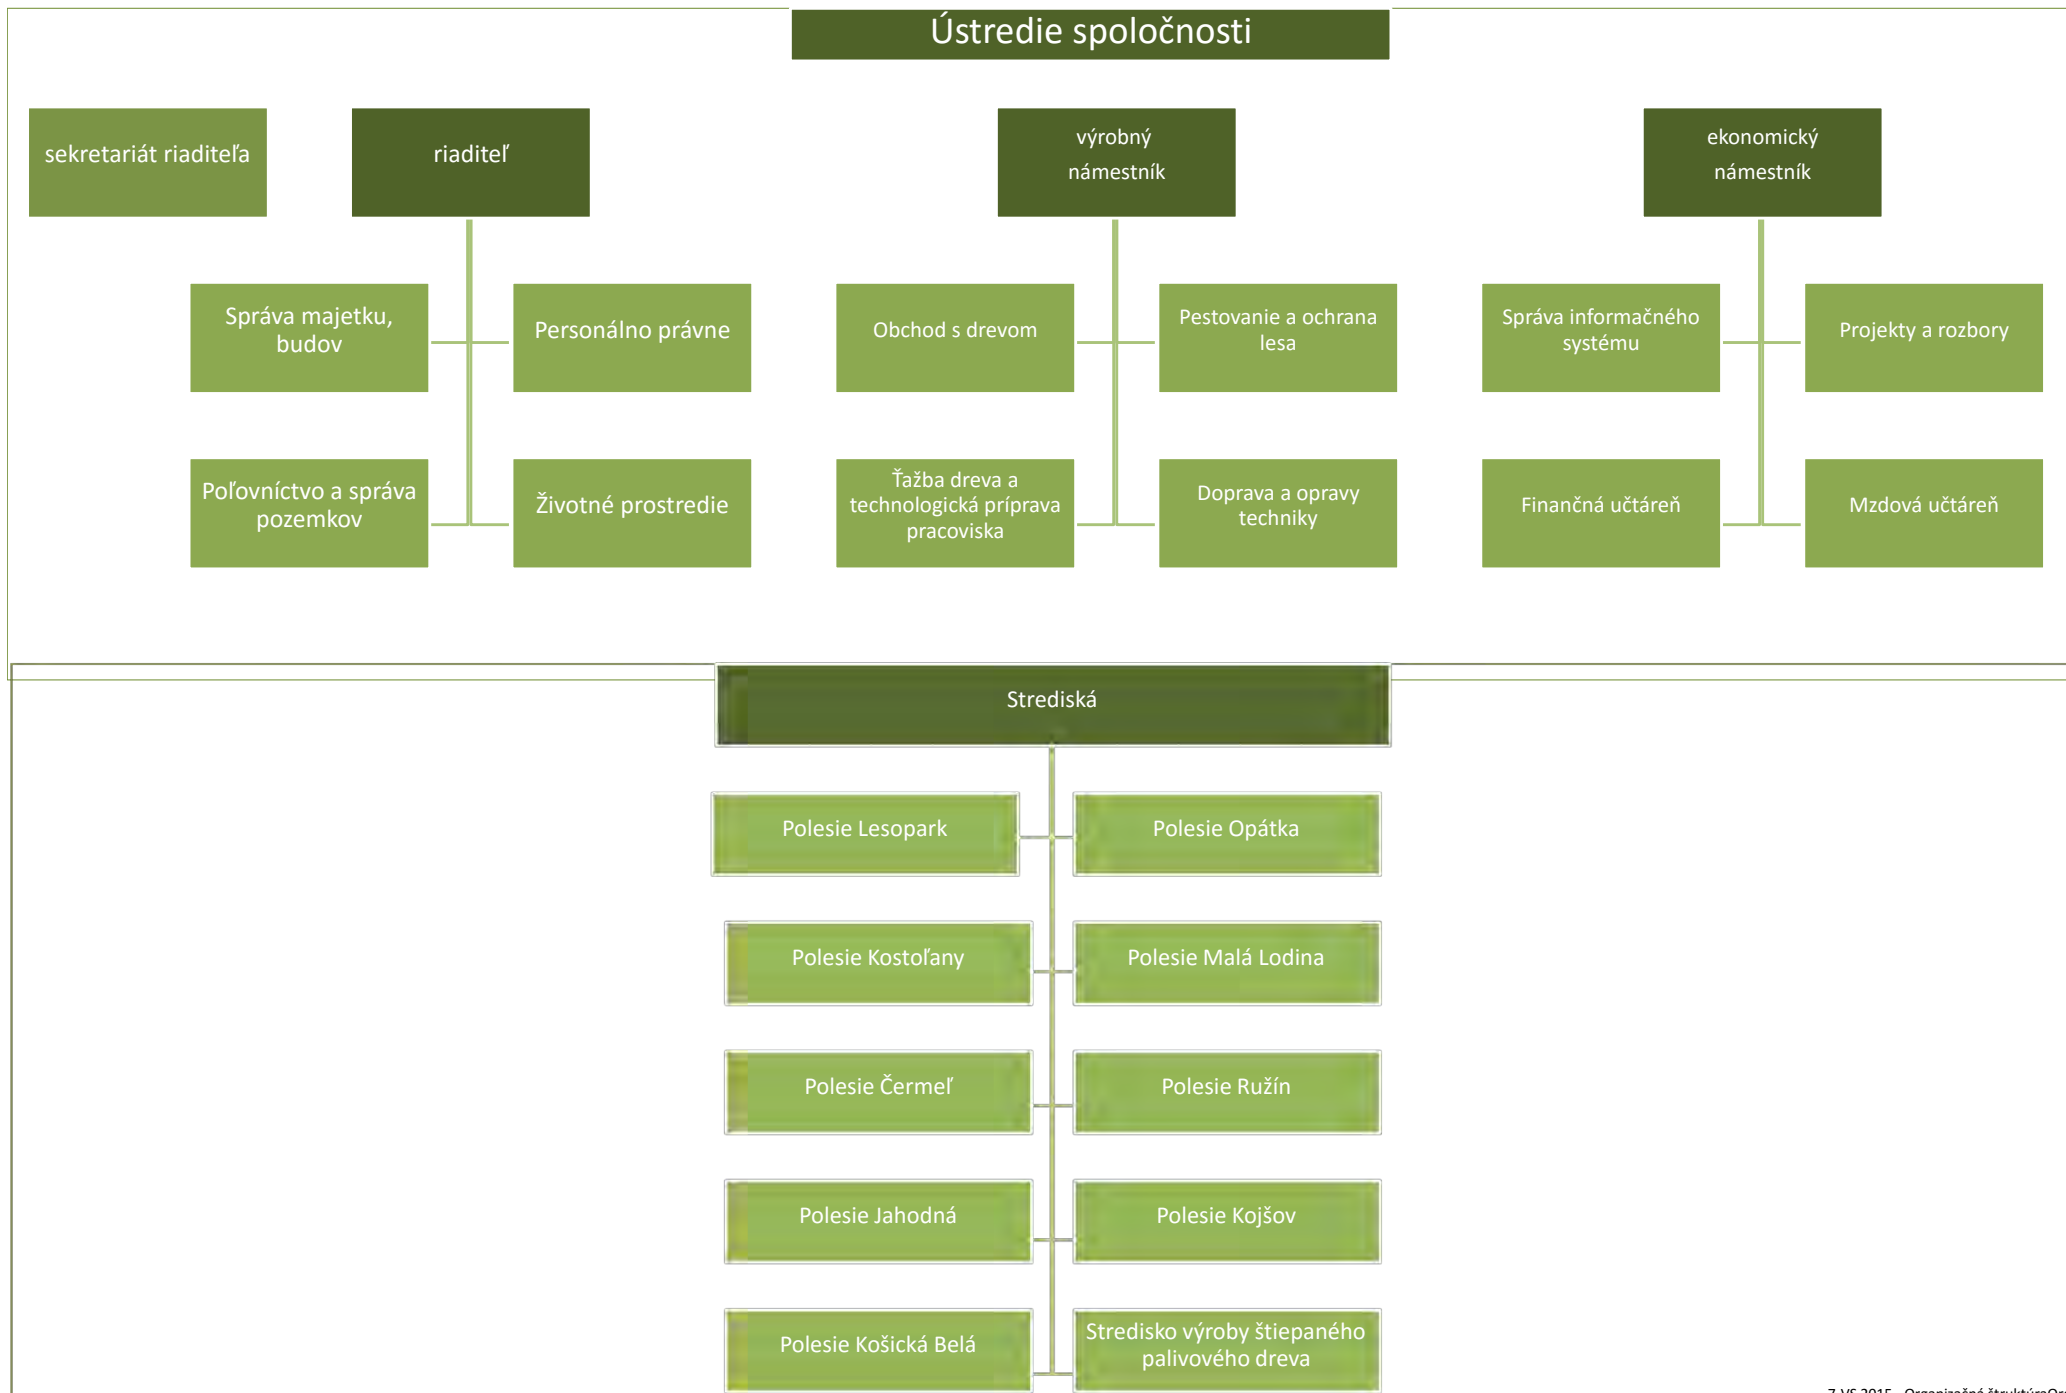 Ústredie spoločnosti
sekretariát riaditeľa
riaditeľ
výrobný
námestník
ekonomický
námestník
Správa majetku,
budov
Personálno právne
Obchod s drevom
Pestovanie a ochrana
lesa
Správa informačného
systému
Projekty a rozbory
Poľovníctvo a správa
pozemkov
Životné prostredie
Ťažba dreva a
technologická príprava
pracoviska
Doprava a opravy
techniky
Finančná učtáreň
Mzdová učtáreň
Strediská
Polesie Lesopark
Polesie Opátka
Polesie Kostoľany
Polesie Malá Lodina
Polesie Čermeľ
Polesie Ružín
Polesie Jahodná
Polesie Kojšov
Polesie Košická Belá
Stredisko výroby štiepaného
palivového dreva